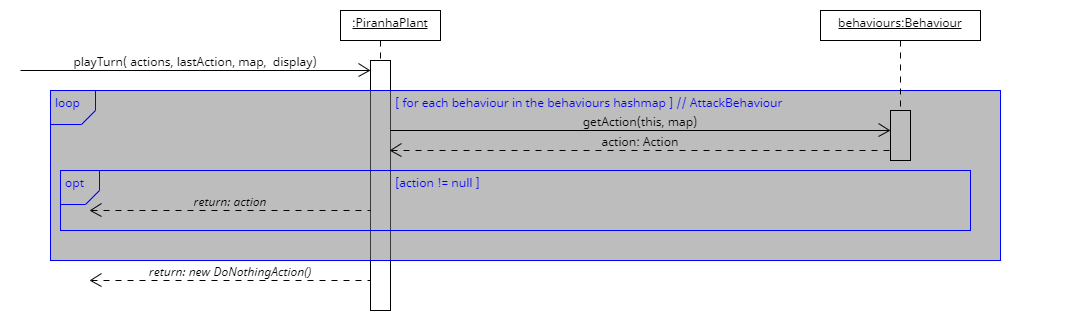 :PiranhaPlant
behaviours:Behaviour
playTurn( actions, lastAction, map,  display)
loop
[ for each behaviour in the behaviours hashmap ] // AttackBehaviour
getAction(this, map)
action: Action
opt
[action != null ]
return: action
return: new DoNothingAction()